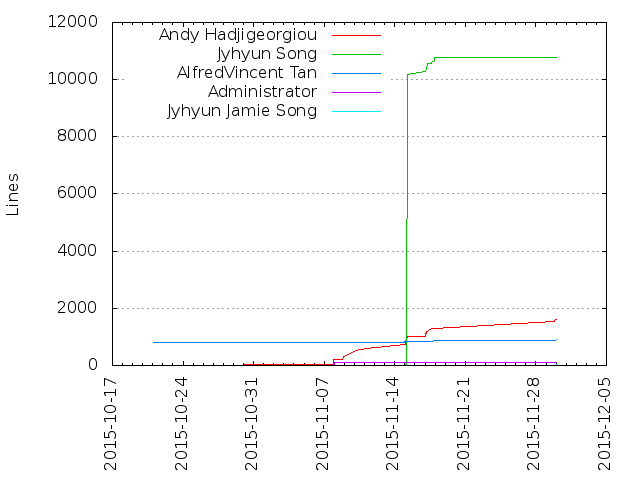 12000
Andy Hadjigeorgiou
Jyhyun Song
10000
AlfredVincent Tan
Administrator
Jyhyun Jamie Song
8000
6000
Lines
4000
2000
0
2015-10-17
2015-10-24
2015-10-31
2015-11-07
2015-11-14
2015-11-21
2015-11-28
2015-12-05